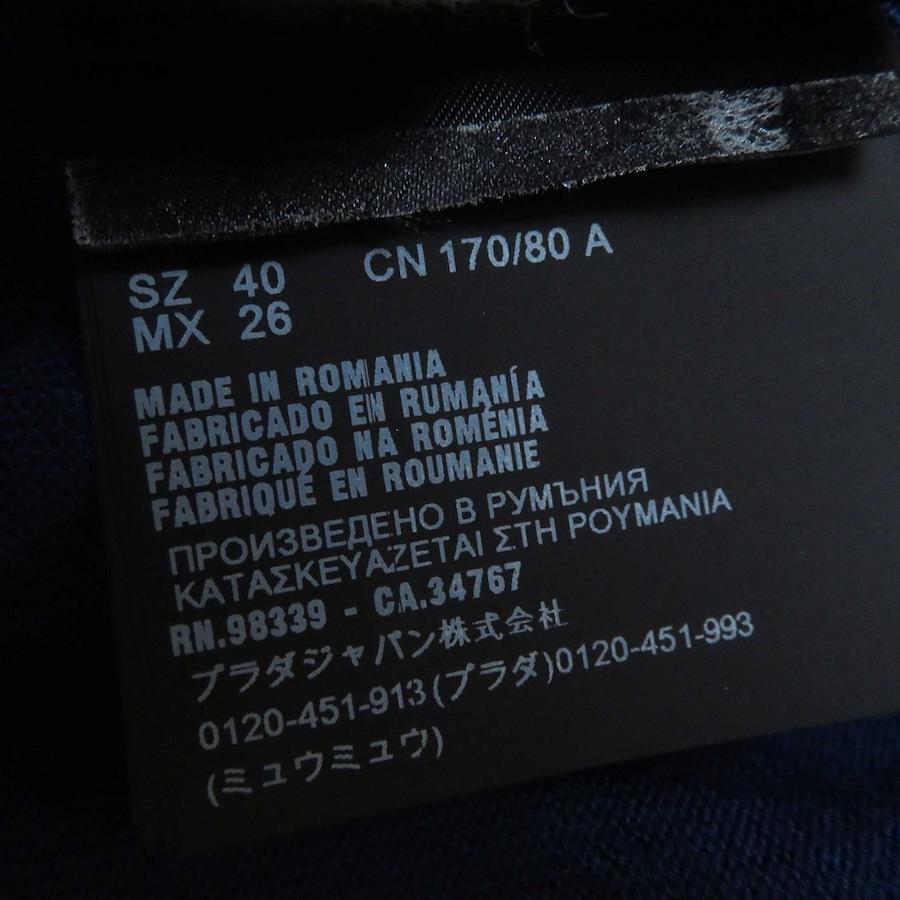 SZ 40 CN 170/80 A
MX 26
MADE IN ROMANIA
FABRICADO EN RUMANÍA
FABRICADO NA ROMÉNIA
FABRIQUÉ EN ROUMANIE
ПРОИЗВЕДЕНО В РУМЪНИЯ
ΚΑΤΑΣΚΕΥΑΖΕΤΑΙ ΣΤΗ ΡΟΥΜΑΝΙΑ
RN.98339 - CA.34767
プラダジャパン株式会社
0120-451-913(プラダ)0120-451-993
(ミュウミュウ)